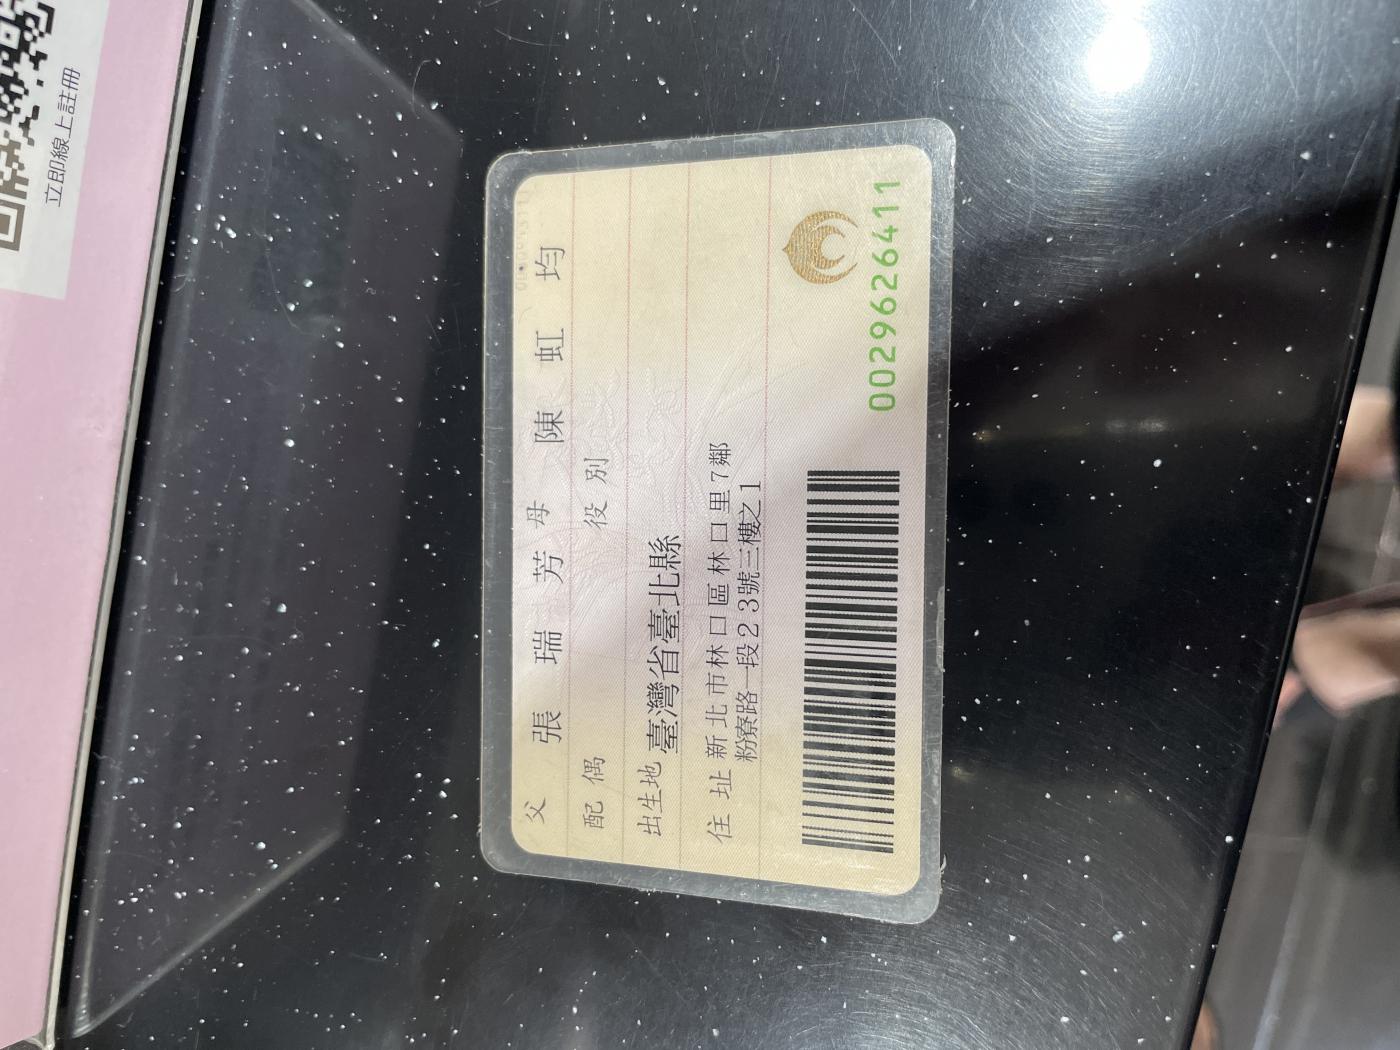 立即線上註冊
父 張瑞芳 母 陳虹均
配偶 役別
出生地 臺灣省臺北縣
住址 新北市林口區林口里7鄰
粉寮路一段23號三樓之1
0029626411